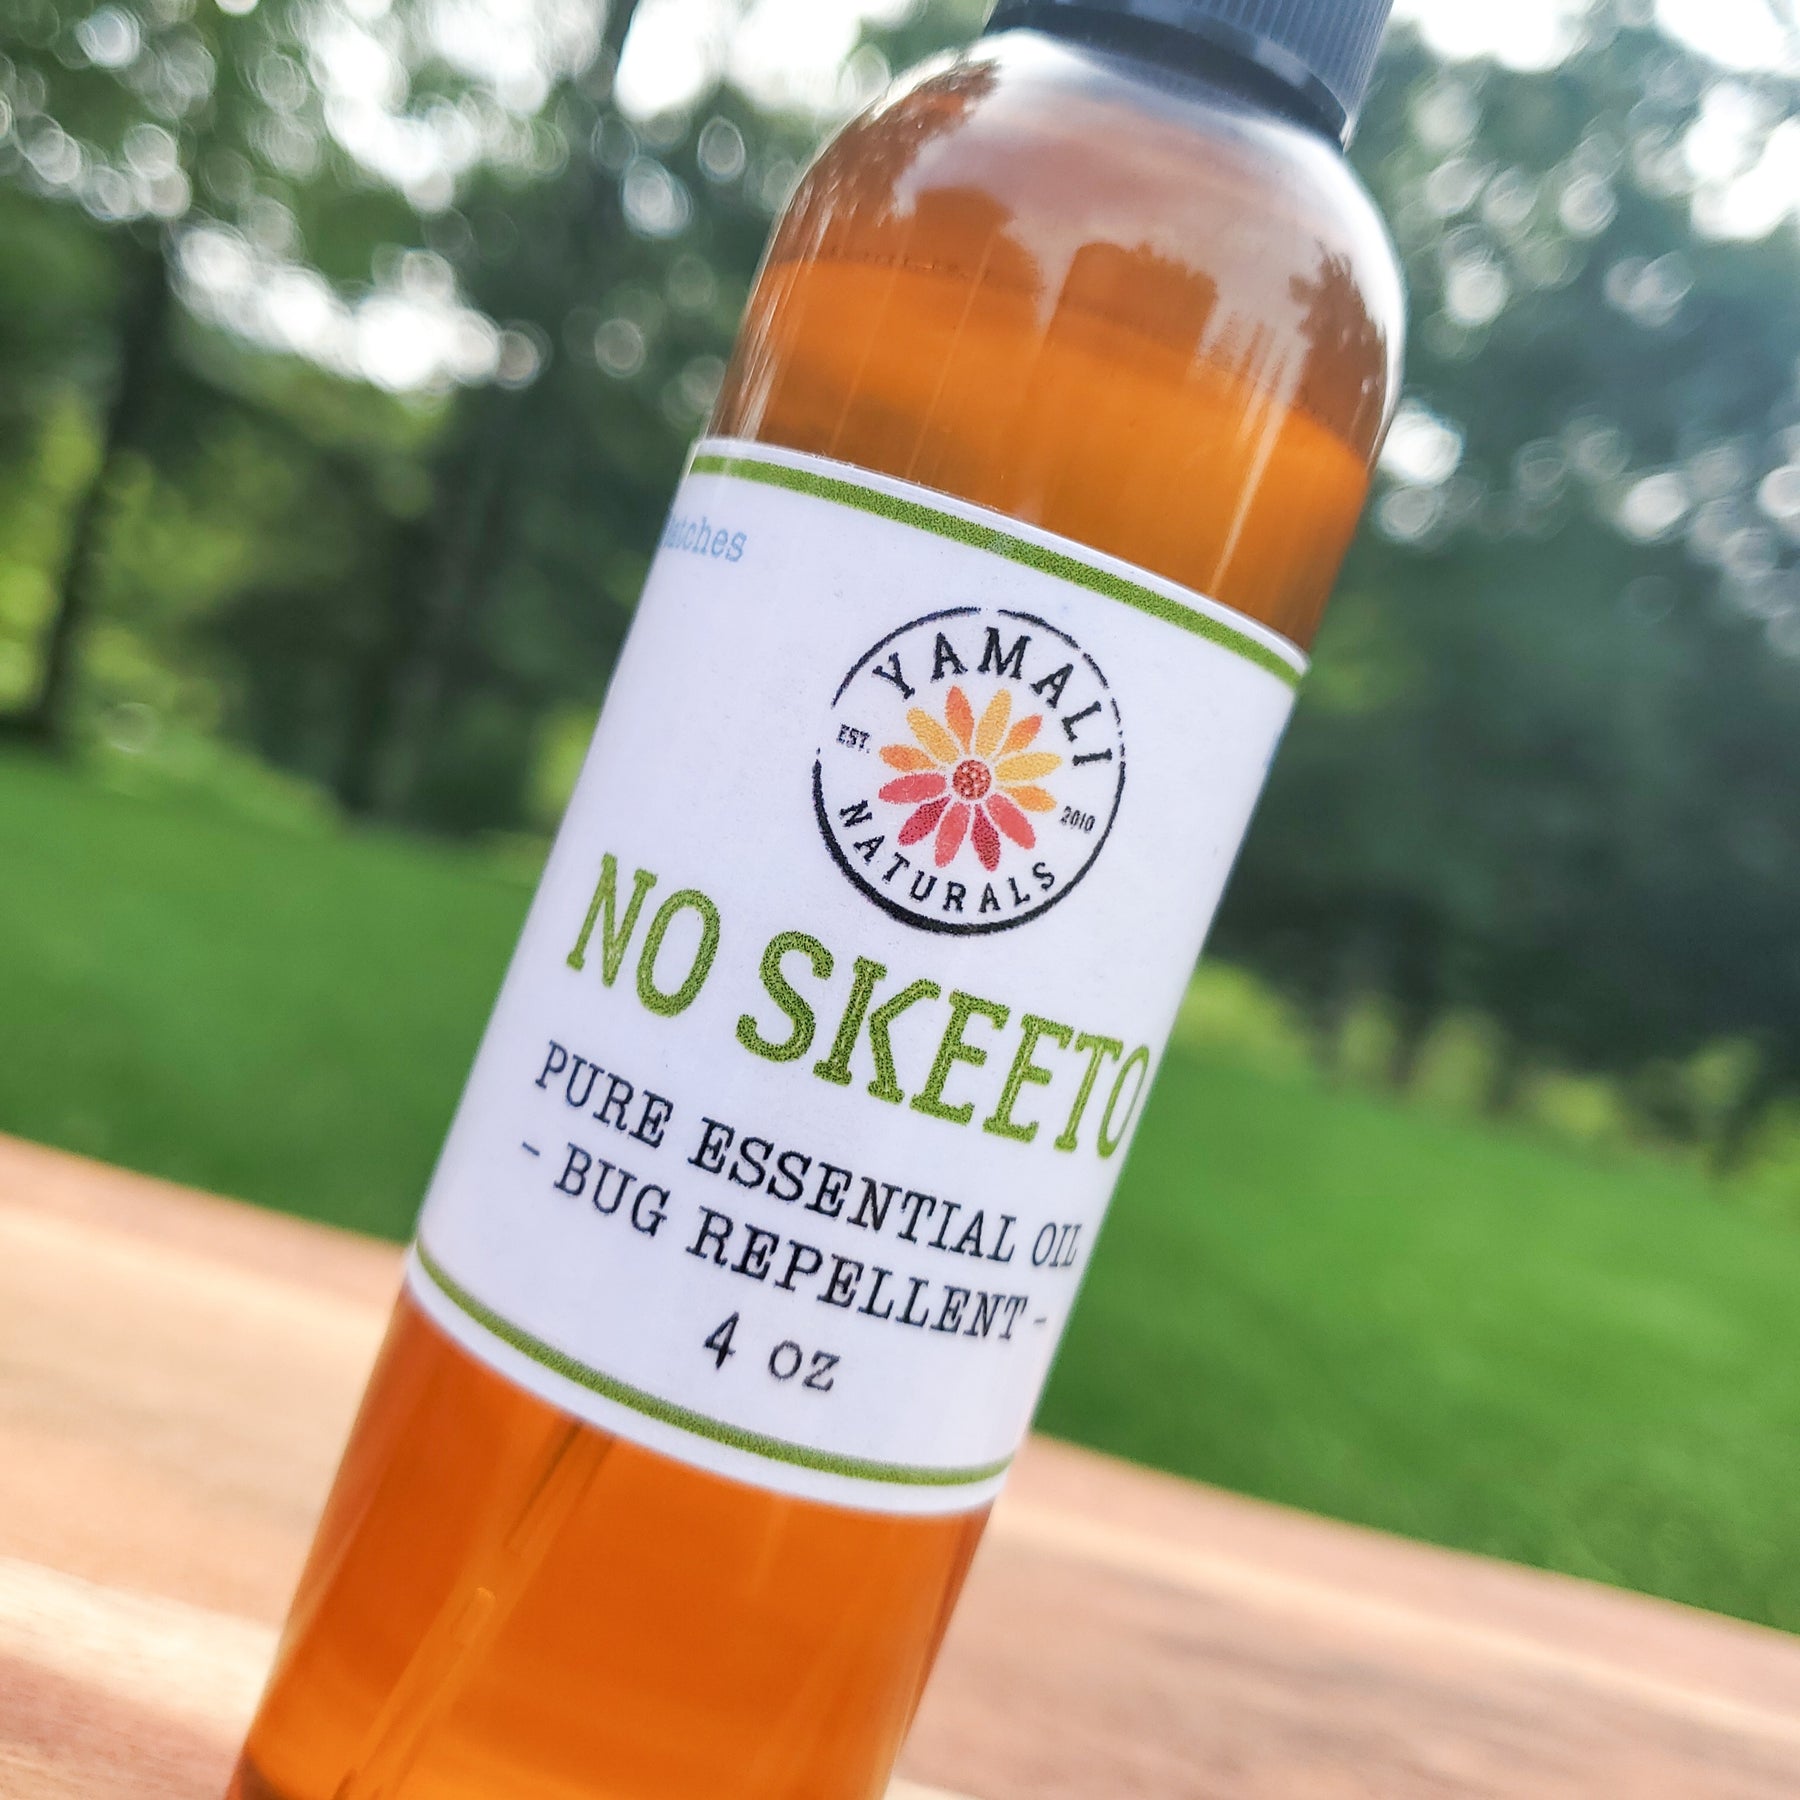 YAMALI
EST. 2010
NATURALS
NO SKEETO
PURE ESSENTIAL OIL
- BUG REPELLENT -
4 oz